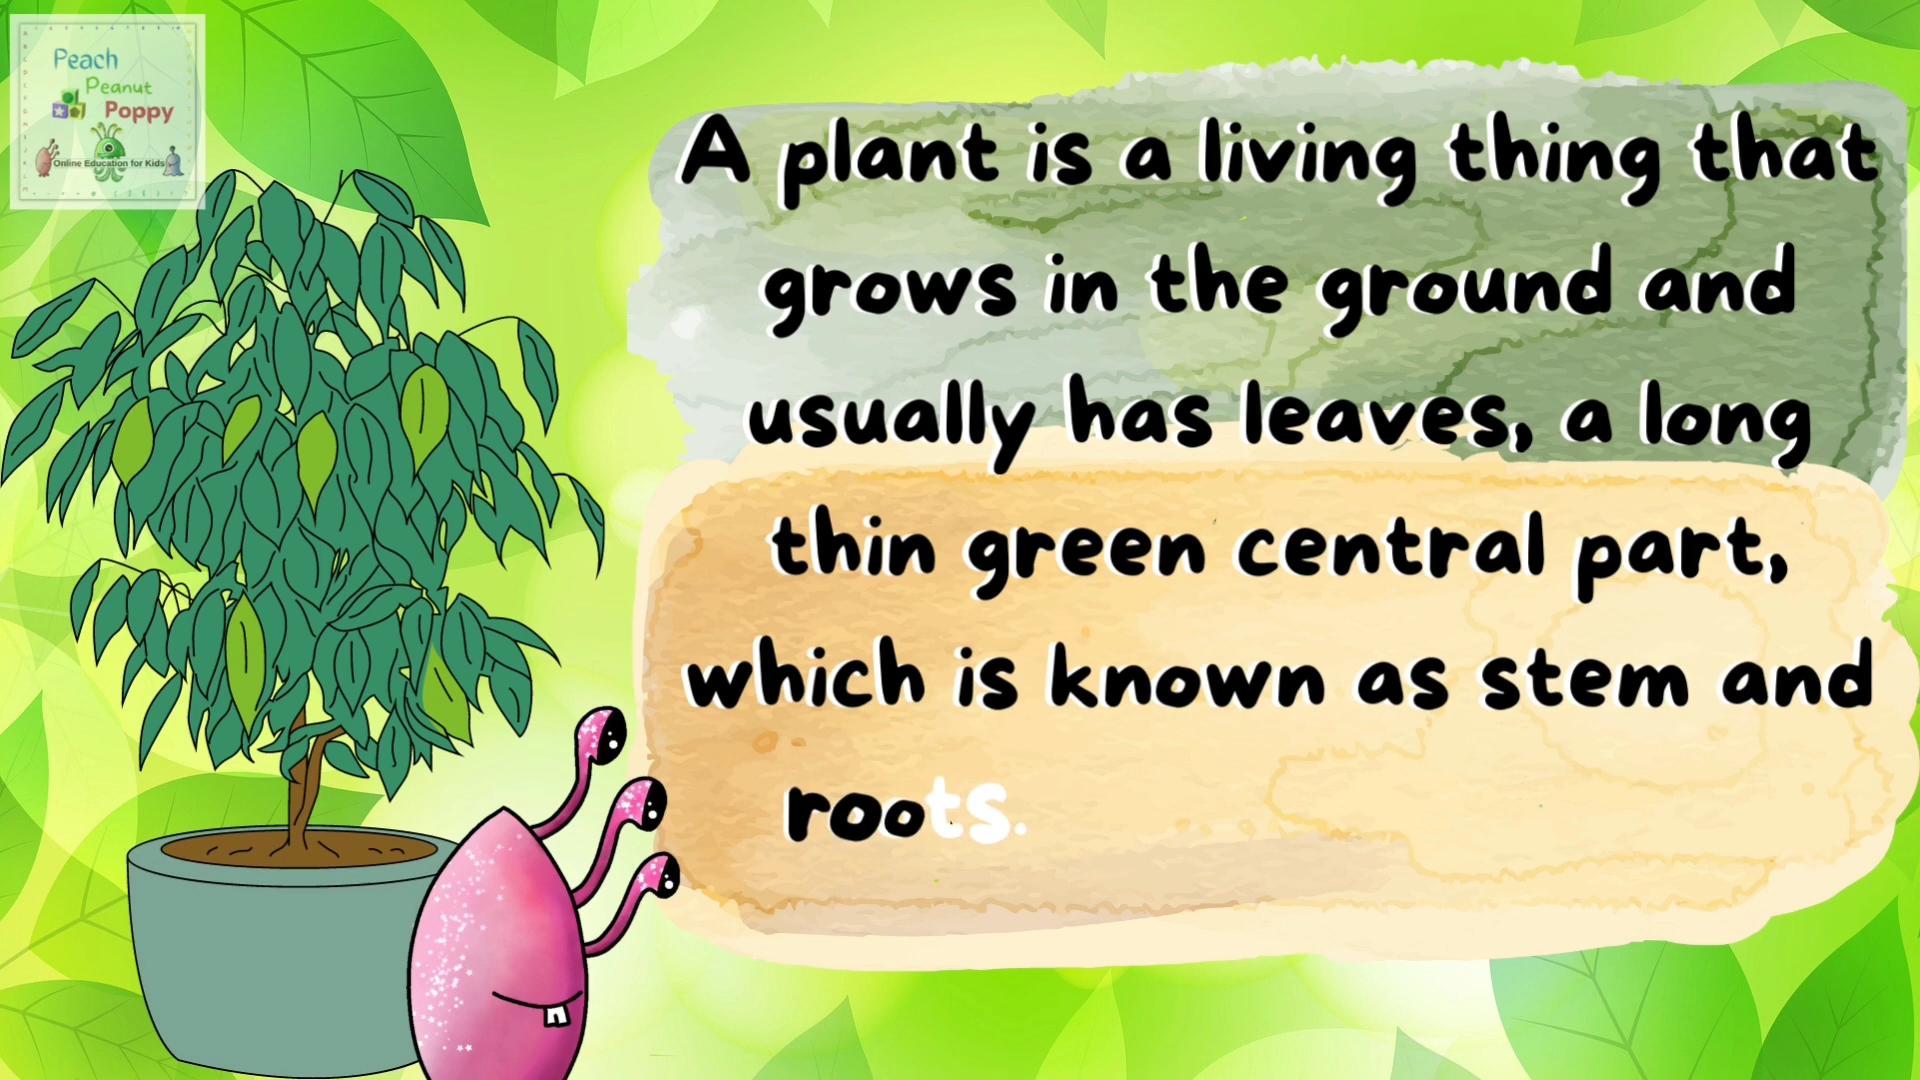 Peach
Peanut
Poppy
Online Education for Kids
A plant is a living thing that
grows in the ground and
usually has leaves, a long
thin green central part,
which is known as stem and
roots.